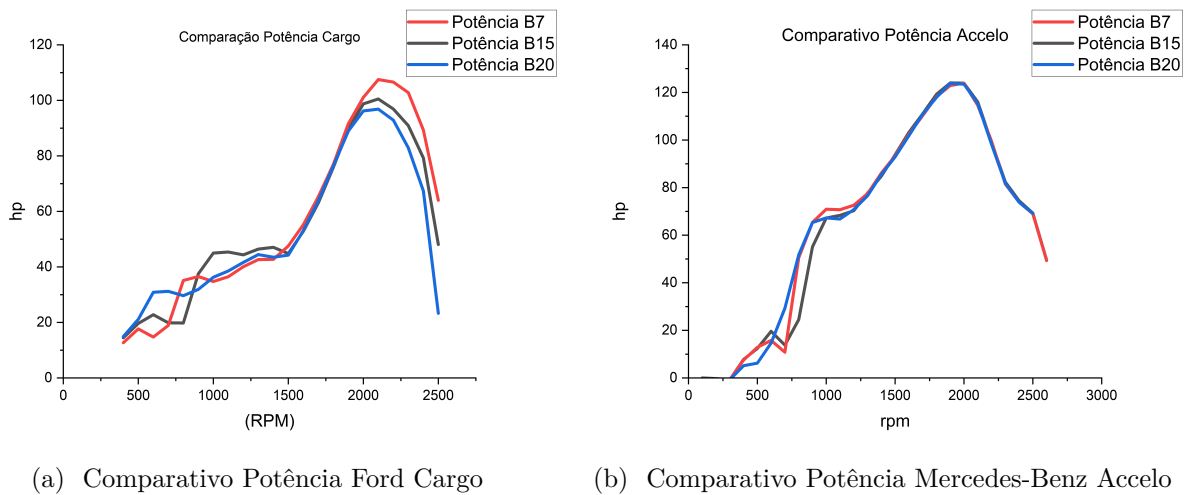 Comparação Potência Cargo
Potência B7
Potência B15
Potência B20
120
100
80
60
40
20
0
hp
0
500
1000
1500
2000
2500
(RPM)
Comparativo Potência Accelo
Potência B7
Potência B15
Potência B20
140
120
100
80
60
40
20
0
hp
0
500
1000
1500
2000
2500
3000
rpm
(a) Comparativo Potência Ford Cargo
(b) Comparativo Potência Mercedes-Benz Accelo